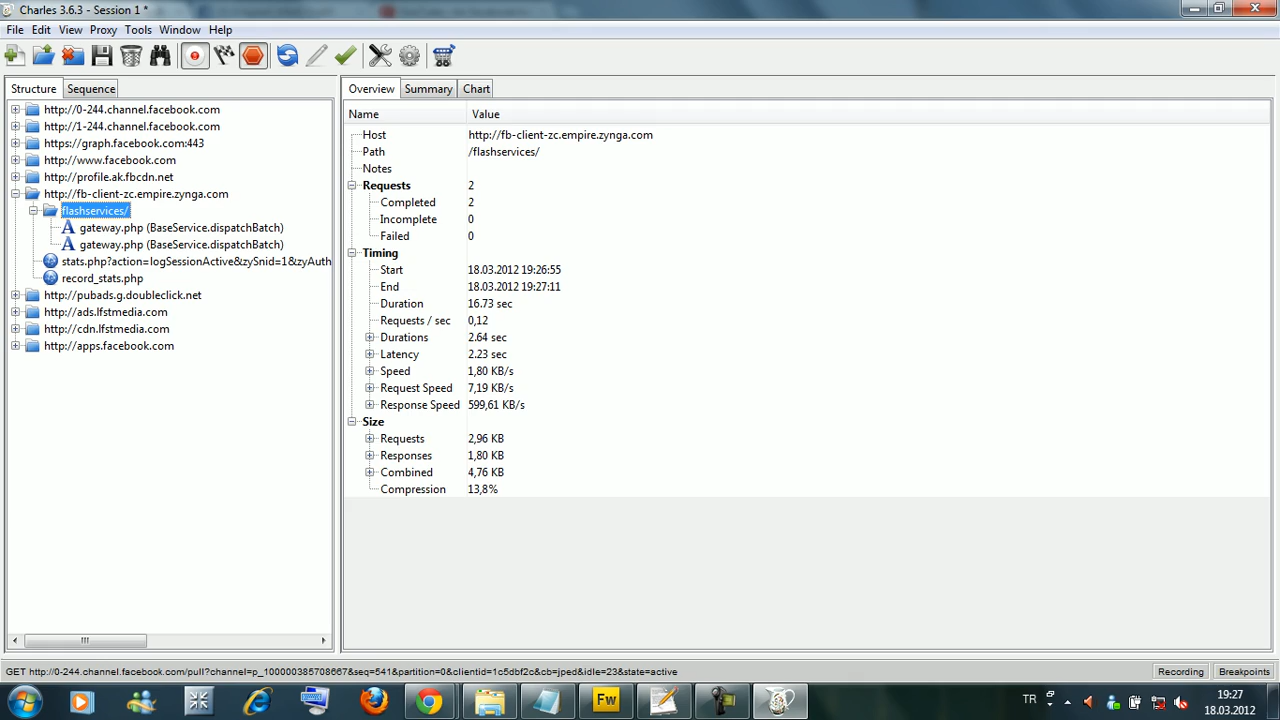 Charles 3.6.3 - Session 1 *
File Edit View Proxy Tools Window Help
Structure Sequence
http://0-244.channel.facebook.com
http://1-244.channel.facebook.com
https://graph.facebook.com:443
http://www.facebook.com
http://profile.ak.fbcdn.net
http://fb-client-zc.empire.zynga.com
flashservices/
gateway.php (BaseService.dispatchBatch)
gateway.php (BaseService.dispatchBatch)
stats.php?action=logSessionActive&zySnid=1&zyAuth
record_stats.php
http://pubads.g.doubleclick.net
http://ads.lfstmedia.com
http://cdn.lfstmedia.com
http://apps.facebook.com
Overview Summary Chart
Name Value
Host http://fb-client-zc.empire.zynga.com
Path /flashservices/
Notes
Requests 2
Completed 2
Incomplete 0
Failed 0
Timing
Start 18.03.2012 19:26:55
End 18.03.2012 19:27:11
Duration 16.73 sec
Requests / sec 0,12
Durations 2.64 sec
Latency 2.23 sec
Speed 1,80 KB/s
Request Speed 7,19 KB/s
Response Speed 599,61 KB/s
Size
Requests 2,96 KB
Responses 1,80 KB
Combined 4,76 KB
Compression 13,8%
GET http://0-244.channel.facebook.com/pull?channel=p_100000385708667&seq=541&partition=0&clientid=1c5dbf2c&cb=jped&idle=23&state=active
Recording Breakpoints
Fw
TR
19:27
18.03.2012